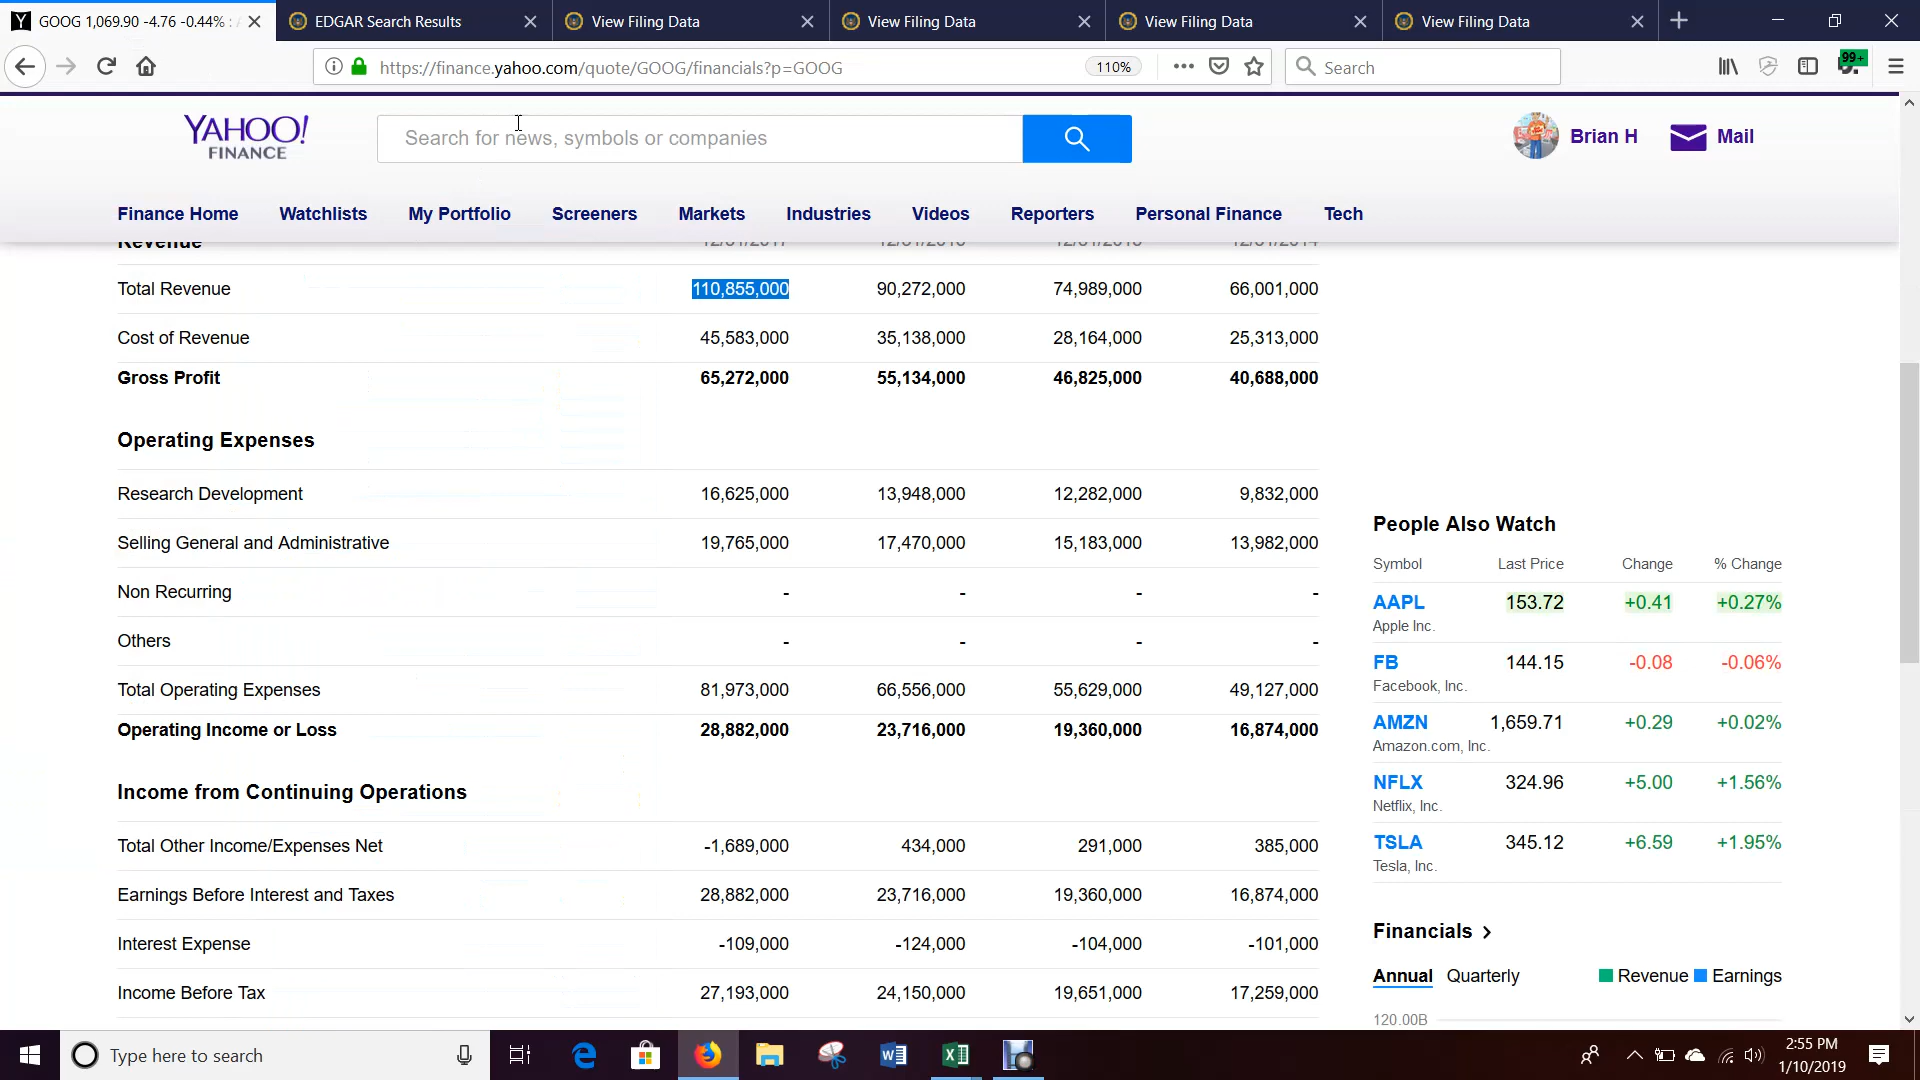 GOOG 1,069.90 -4.76 -0.44% :
EDGAR Search Results
View Filing Data
View Filing Data
View Filing Data
View Filing Data
https://finance.yahoo.com/quote/GOOG/financials?p=GOOG
110%
Search
99+
YAHOO!
FINANCE
Search for news, symbols or companies
Brian H
Mail
Finance Home Watchlists My Portfolio Screeners Markets Industries Videos Reporters Personal Finance Tech
Revenue 12/31/2017 12/31/2016 12/31/2015 12/31/2014
Total Revenue 110,855,000 90,272,000 74,989,000 66,001,000
Cost of Revenue 45,583,000 35,138,000 28,164,000 25,313,000
Gross Profit 65,272,000 55,134,000 46,825,000 40,688,000
Operating Expenses
Research Development 16,625,000 13,948,000 12,282,000 9,832,000
Selling General and Administrative 19,765,000 17,470,000 15,183,000 13,982,000
Non Recurring - - - -
Others - - - -
Total Operating Expenses 81,973,000 66,556,000 55,629,000 49,127,000
Operating Income or Loss 28,882,000 23,716,000 19,360,000 16,874,000
Income from Continuing Operations
Total Other Income/Expenses Net -1,689,000 434,000 291,000 385,000
Earnings Before Interest and Taxes 28,882,000 23,716,000 19,360,000 16,874,000
Interest Expense -109,000 -124,000 -104,000 -101,000
Income Before Tax 27,193,000 24,150,000 19,651,000 17,259,000
People Also Watch
Symbol Last Price Change % Change
AAPL 153.72 +0.41 +0.27%
Apple Inc.
FB 144.15 -0.08 -0.06%
Facebook, Inc.
AMZN 1,659.71 +0.29 +0.02%
Amazon.com, Inc.
NFLX 324.96 +5.00 +1.56%
Netflix, Inc.
TSLA 345.12 +6.59 +1.95%
Tesla, Inc.
Financials
Annual Quarterly Revenue Earnings
120.00B
Type here to search
2:55 PM
1/10/2019